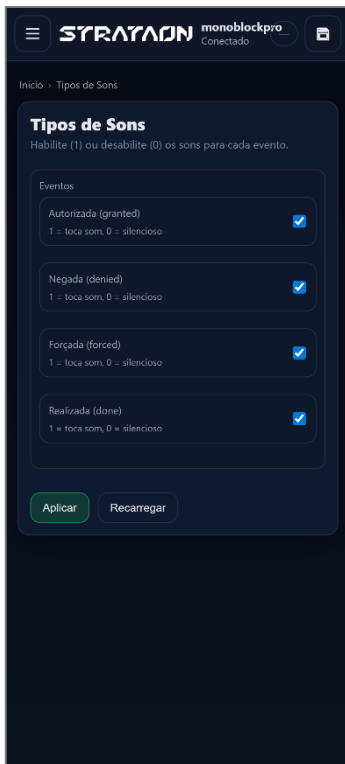 STRATAON monoblockpro
Conectado
Início › Tipos de Sons
Tipos de Sons
Habilite (1) ou desabilite (0) os sons para cada evento.
Eventos
Autorizada (granted)
1 = toca som, 0 = silencioso
Negada (denied)
1 = toca som, 0 = silencioso
Forçada (forced)
1 = toca som, 0 = silencioso
Realizada (done)
1 = toca som, 0 = silencioso
Aplicar Recarregar